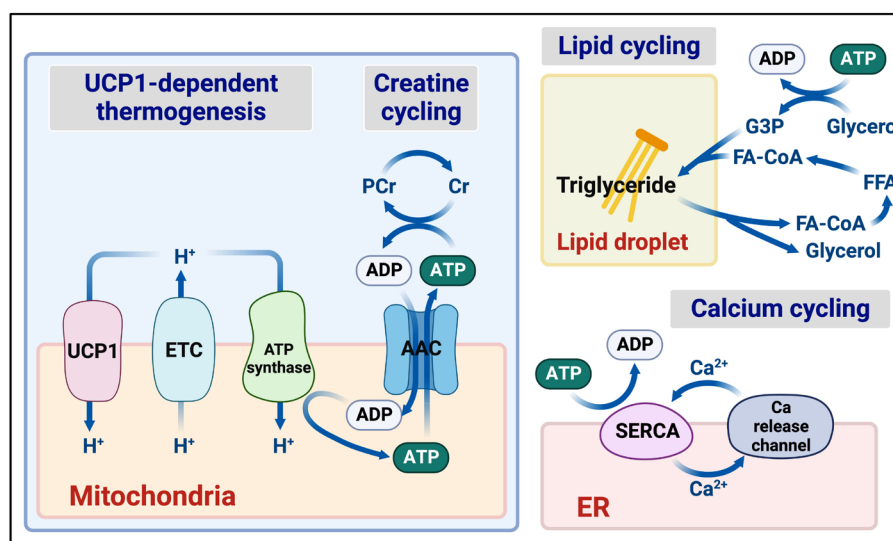 UCP1-dependent
thermogenesis
Creatine
cycling
PCr
Cr
H⁺
ADP
ATP
UCP1
ETC
ATP
synthase
AAC
ADP
ATP
H⁺
H⁺
H⁺
Mitochondria
Lipid cycling
ADP
ATP
G3P
Glycerol
FA-CoA
FFA
Triglyceride
FA-CoA
Glycerol
Lipid droplet
Calcium cycling
ADP
ATP
Ca²⁺
SERCA
Ca
release
channel
Ca²⁺
ER